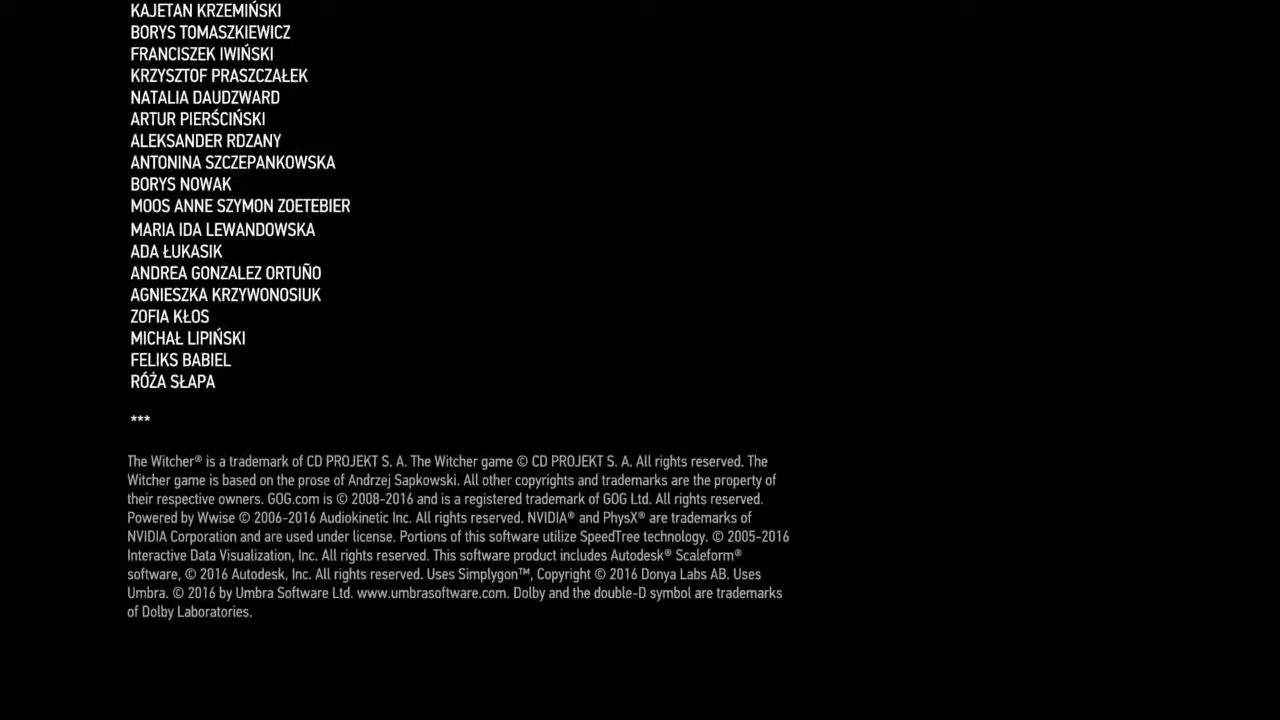 KAJETAN KRZEMIŃSKI
BORYS TOMASZKIEWICZ
FRANCISZEK IWIŃSKI
KRZYSZTOF PRASZCZAŁEK
NATALIA DAUDZWARD
ARTUR PIERŚCIŃSKI
ALEKSANDER RDZANY
ANTONINA SZCZEPANKOWSKA
BORYS NOWAK
MOOS ANNE SZYMON ZOETEBIER
MARIA IDA LEWANDOWSKA
ADA ŁUKASIK
ANDREA GONZALEZ ORTUÑO
AGNIESZKA KRZYWONOSIUK
ZOFIA KŁOS
MICHAŁ LIPIŃSKI
FELIKS BABIEL
RÓŻA SŁAPA
***
The Witcher® is a trademark of CD PROJEKT S. A. The Witcher game © CD PROJEKT S. A. All rights reserved. The
Witcher game is based on the prose of Andrzej Sapkowski. All other copyrights and trademarks are the property of
their respective owners. GOG.com is © 2008-2016 and is a registered trademark of GOG Ltd. All rights reserved.
Powered by Wwise © 2006-2016 Audiokinetic Inc. All rights reserved. NVIDIA® and PhysX® are trademarks of
NVIDIA Corporation and are used under license. Portions of this software utilize SpeedTree technology. © 2005-2016
Interactive Data Visualization, Inc. All rights reserved. This software product includes Autodesk® Scaleform®
software, © 2016 Autodesk, Inc. All rights reserved. Uses Simplygon™, Copyright © 2016 Donya Labs AB. Uses
Umbra. © 2016 by Umbra Software Ltd. www.umbrasoftware.com. Dolby and the double-D symbol are trademarks
of Dolby Laboratories.